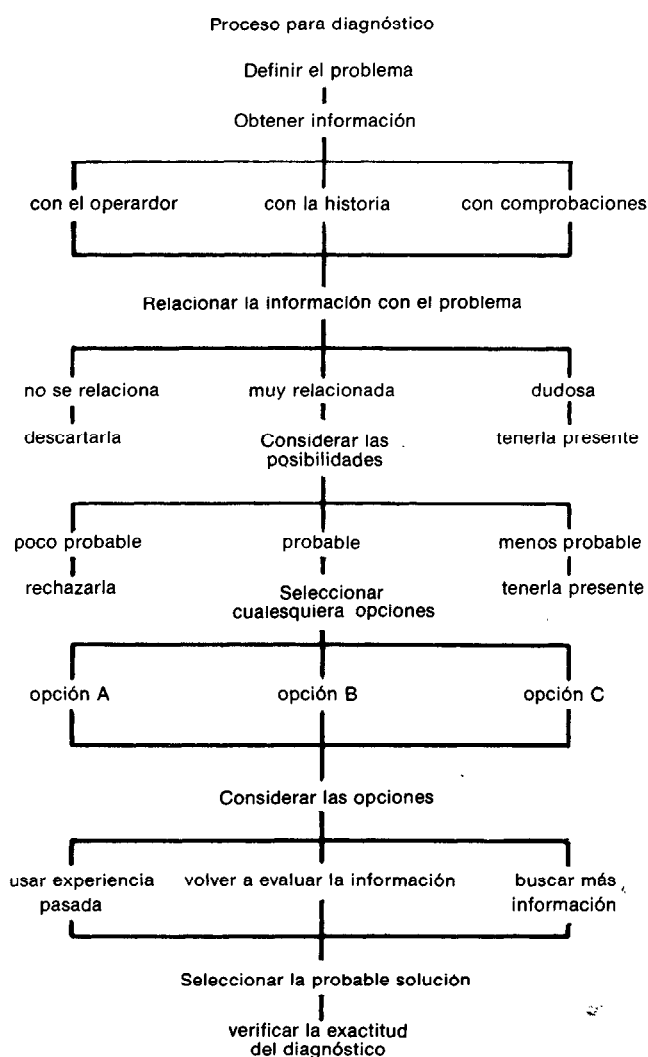 Proceso para diagnóstico
Definir el problema
Obtener información
con el operardor con la historia con comprobaciones
Relacionar la información con el problema
no se relaciona muy relacionada dudosa
descartarla Considerar las posibilidades tenerla presente
poco probable probable menos probable
rechazarla Seleccionar cualesquiera opciones tenerla presente
opción A opción B opción C
Considerar las opciones
usar experiencia pasada volver a evaluar la información buscar más información
Seleccionar la probable solución
verificar la exactitud
del diagnóstico